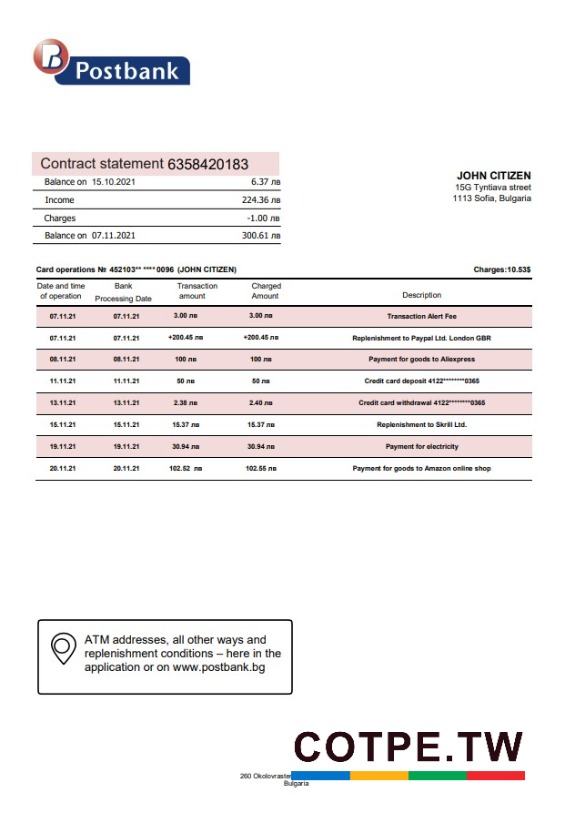 Postbank
Contract statement 6358420183
Balance on 15.10.2021 6.37 лв
Income 224.36 лв
Charges -1.00 лв
Balance on 07.11.2021 300.61 лв
JOHN CITIZEN
15G Tyntiava street
1113 Sofia, Bulgaria
Card operations № 452103** ****0096 (JOHN CITIZEN) Charges:10.53$
Date and time of operation Bank Processing Date Transaction amount Charged Amount Description
07.11.21 07.11.21 3.00 лв 3.00 лв Transaction Alert Fee
07.11.21 07.11.21 +200.45 лв +200.45 лв Replenishment to Paypal Ltd. London GBR
08.11.21 08.11.21 100 лв 100 лв Payment for goods to Aliexpress
11.11.21 11.11.21 50 лв 50 лв Credit card deposit 4122********0365
13.11.21 13.11.21 2.38 лв 2.40 лв Credit card withdrawal 4122********0365
15.11.21 15.11.21 15.37 лв 15.37 лв Replenishment to Skrill Ltd.
19.11.21 19.11.21 30.94 лв 30.94 лв Payment for electricity
20.11.21 20.11.21 102.52 лв 102.55 лв Payment for goods to Amazon online shop
ATM addresses, all other ways and
replenishment conditions – here in the
application or on www.postbank.bg
COTPE.TW
260 Okolovraste
Bulgaria